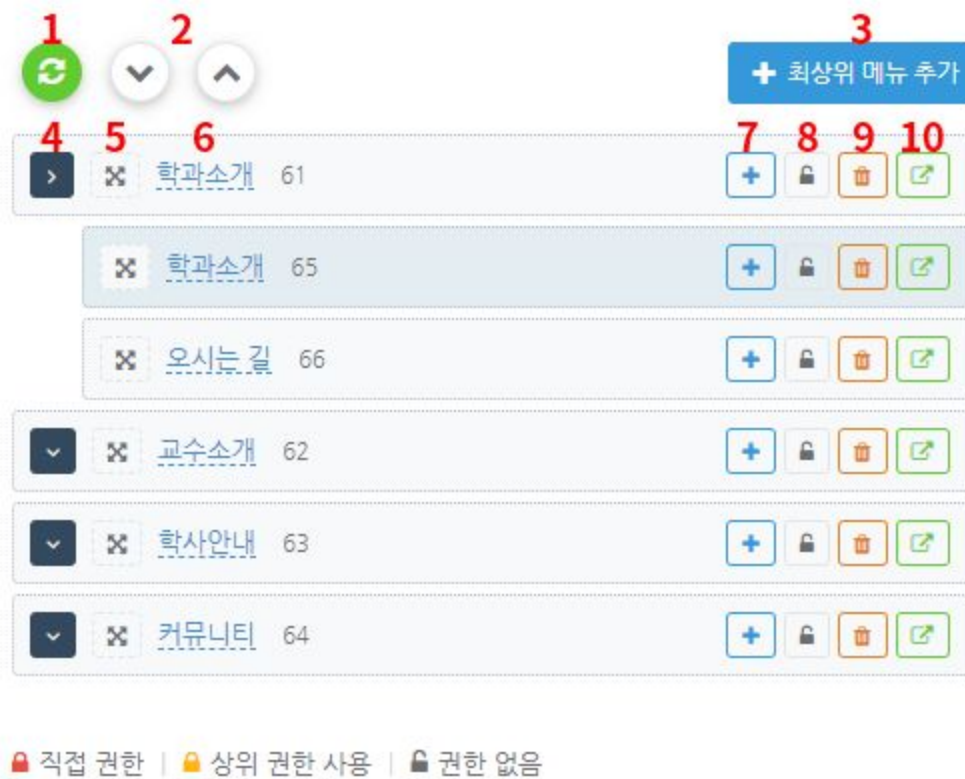 1 2 3
최상위 메뉴 추가
4 5 6 7 8 9 10
학과소개 61
학과소개 65
오시는 길 66
교수소개 62
학사안내 63
커뮤니티 64
직접 권한 | 상위 권한 사용 | 권한 없음